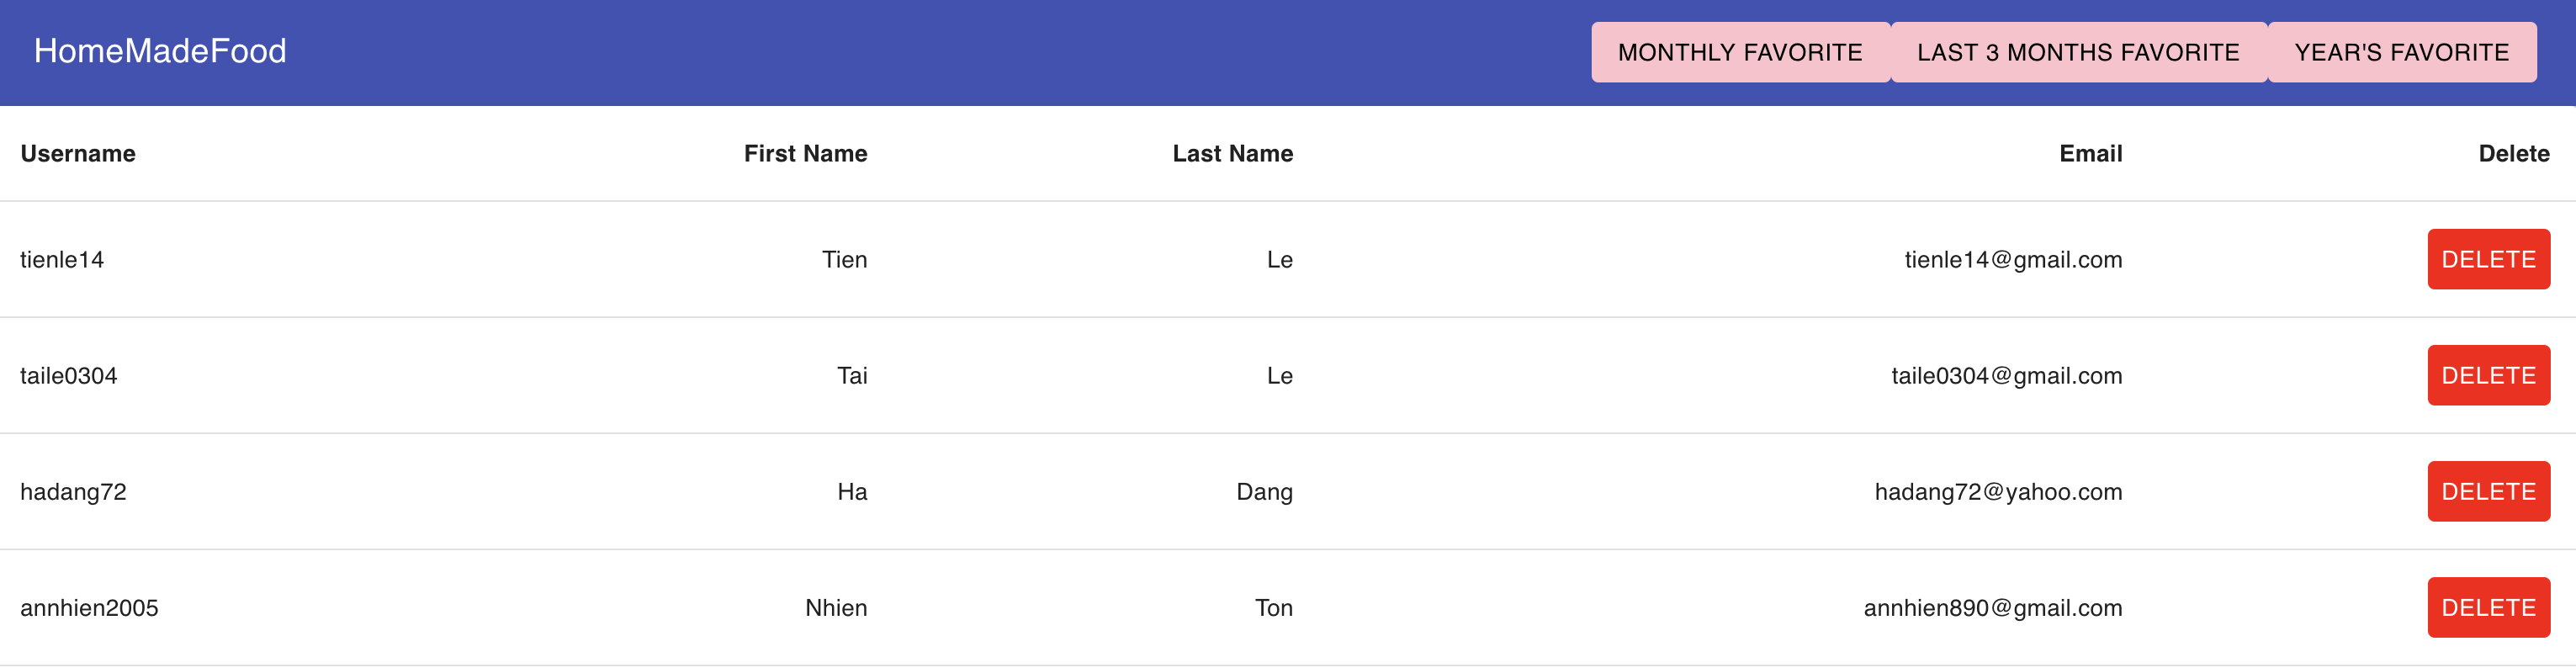 HomeMadeFood MONTHLY FAVORITE LAST 3 MONTHS FAVORITE YEAR'S FAVORITE
Username First Name Last Name Email Delete
tienle14 Tien Le tienle14@gmail.com DELETE
taile0304 Tai Le taile0304@gmail.com DELETE
hadang72 Ha Dang hadang72@yahoo.com DELETE
annhien2005 Nhien Ton annhien890@gmail.com DELETE